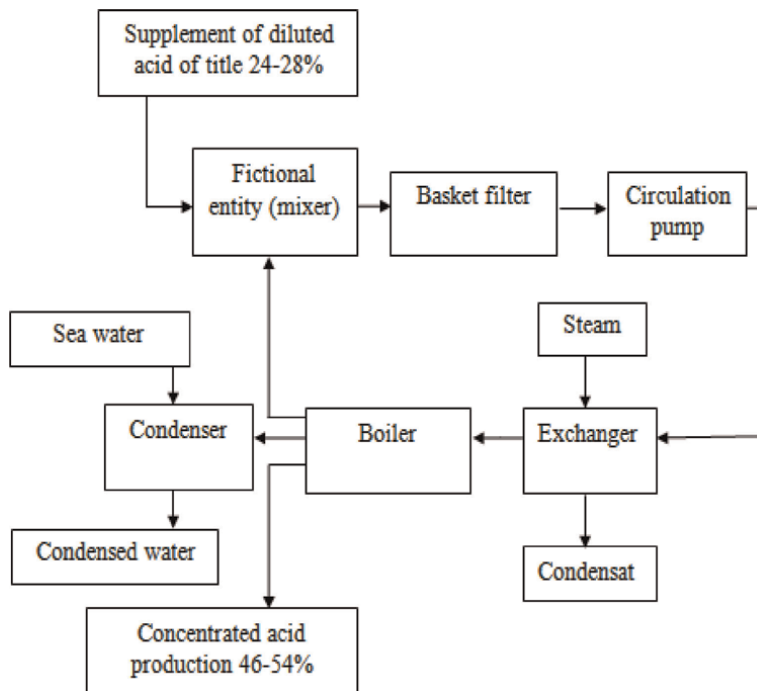 Supplement of diluted
acid of title 24-28%
Fictional
entity (mixer)
Basket filter
Circulation
pump
Sea water
Steam
Condenser
Boiler
Exchanger
Condensed water
Condensat
Concentrated acid
production 46-54%